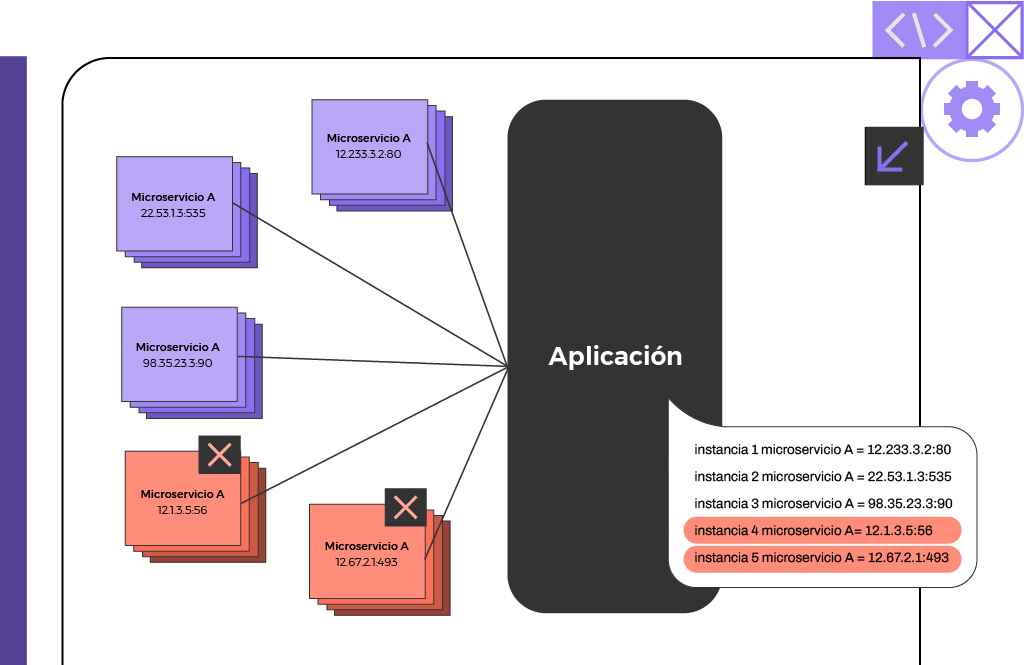 Microservicio A
12.233.3.2:80
Microservicio A
22.53.1.3:535
Microservicio A
98.35.23.3:90
Microservicio A
12.1.3.5:56
Microservicio A
12.67.2.1:493
Aplicación
instancia 1 microservicio A = 12.233.3.2:80
instancia 2 microservicio A = 22.53.1.3:535
instancia 3 microservicio A = 98.35.23.3:90
instancia 4 microservicio A= 12.1.3.5:56
instancia 5 microservicio A = 12.67.2.1:493